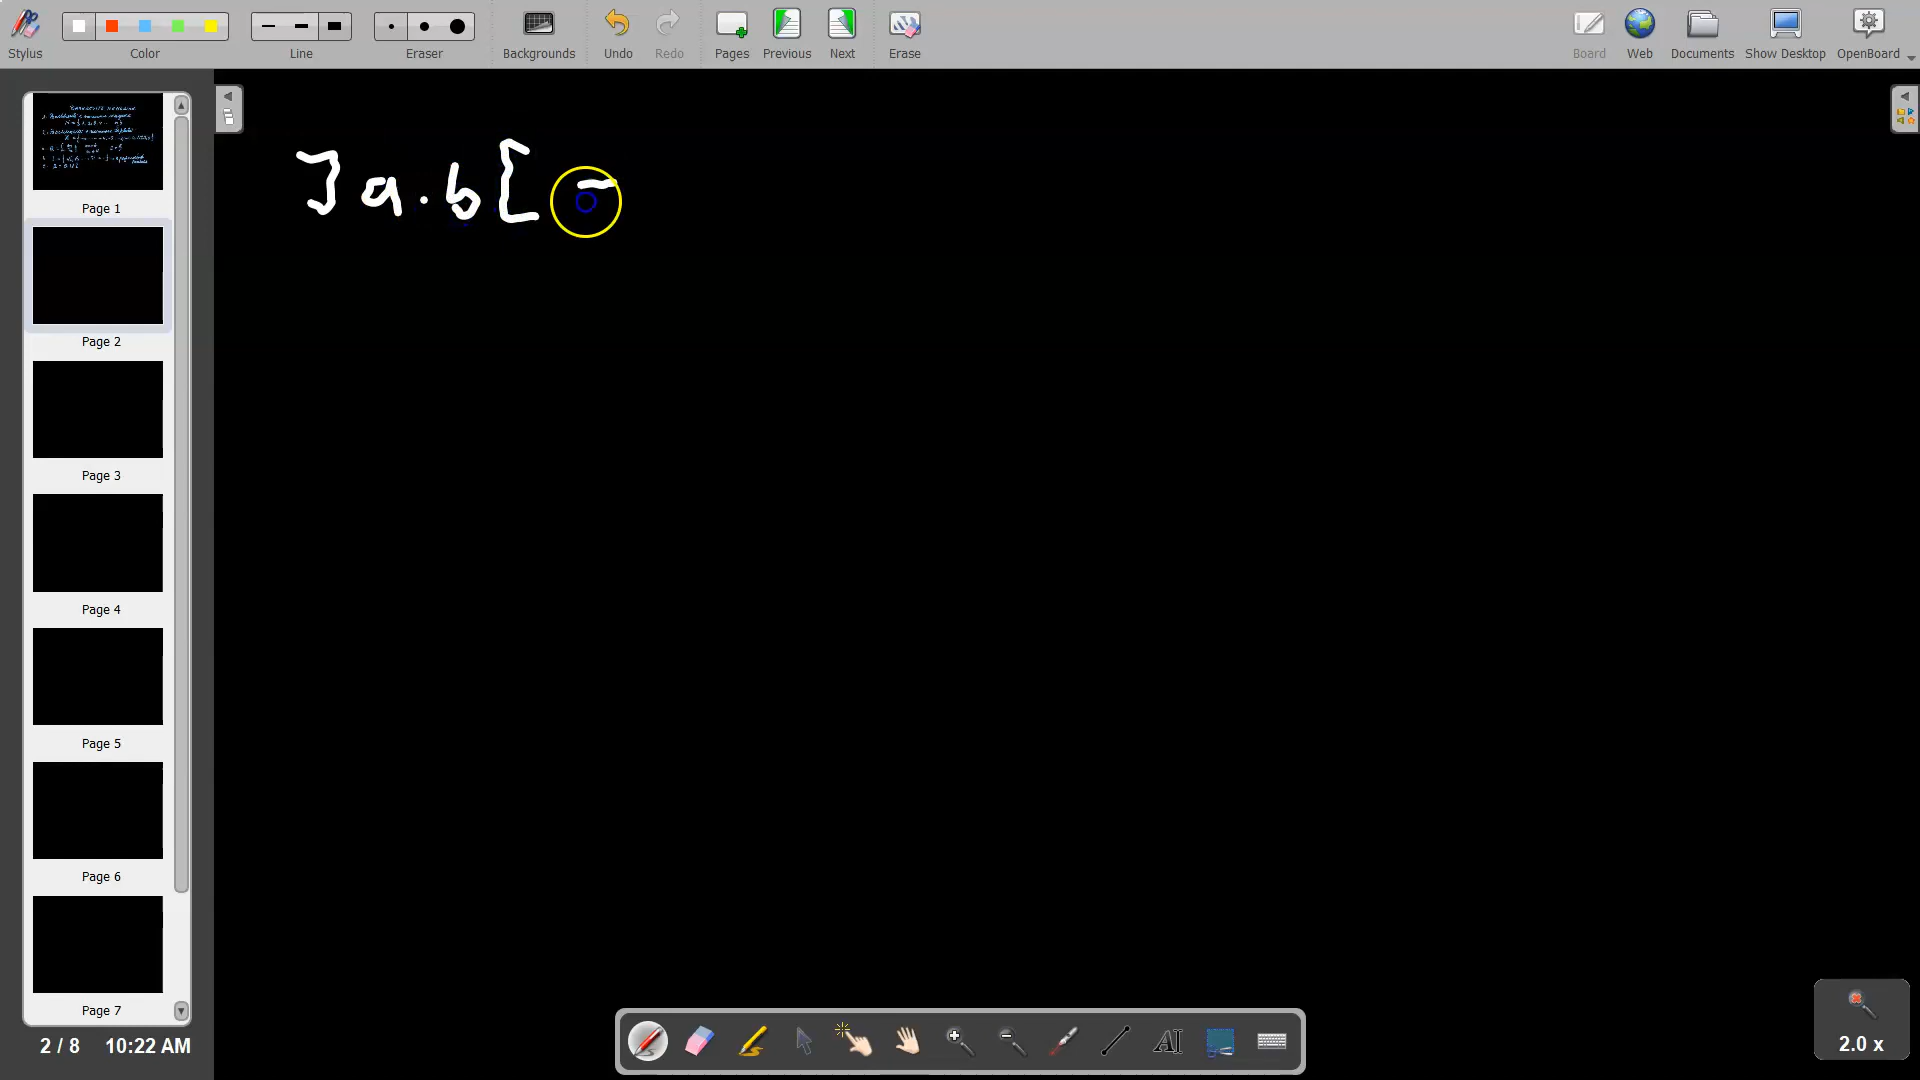 Stylus
Color
Line
Eraser
Backgrounds
Undo
Redo
Pages
Previous
Next
Erase
Board
Web
Documents
Show Desktop
OpenBoard
Page 1
Page 2
Page 3
Page 4
Page 5
Page 6
Page 7
2 / 8 10:22 AM
]a.b[ =
2.0 x